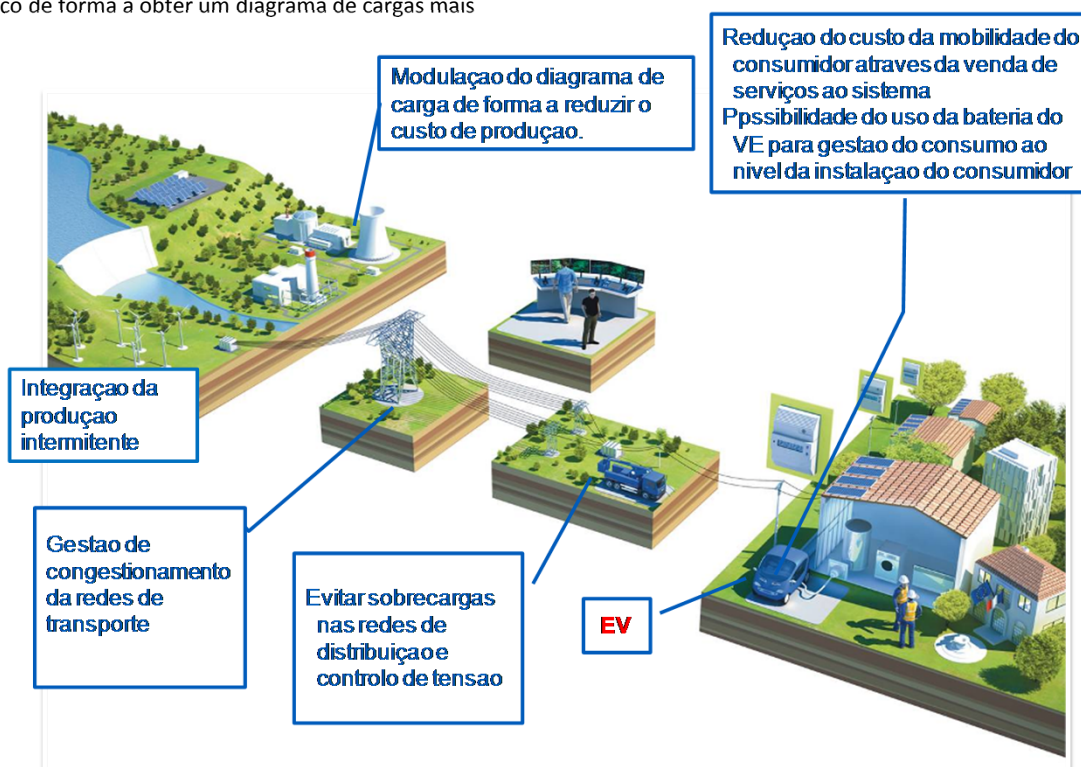 co de forma a obter um diagrama de cargas mais
Reduçao do custo da mobilidade do
consumidor atraves da venda de
serviços ao sistema
Ppssibilidade do uso da bateria do
VE para gestao do consumo ao
nivel da instalaçao do consumidor
Modulaçao do diagrama de
carga de forma a reduzir o
custo de produçao.
Integraçao da
produçao
intermitente
Gestao de
congestionamento
da redes de
transporte
Evitar sobrecargas
nas redes de
distribuiçao e
controlo de tensao
EV